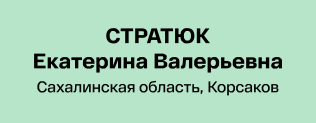 СТРАТЮК
Екатерина Валерьевна
Сахалинская область, Корсаков